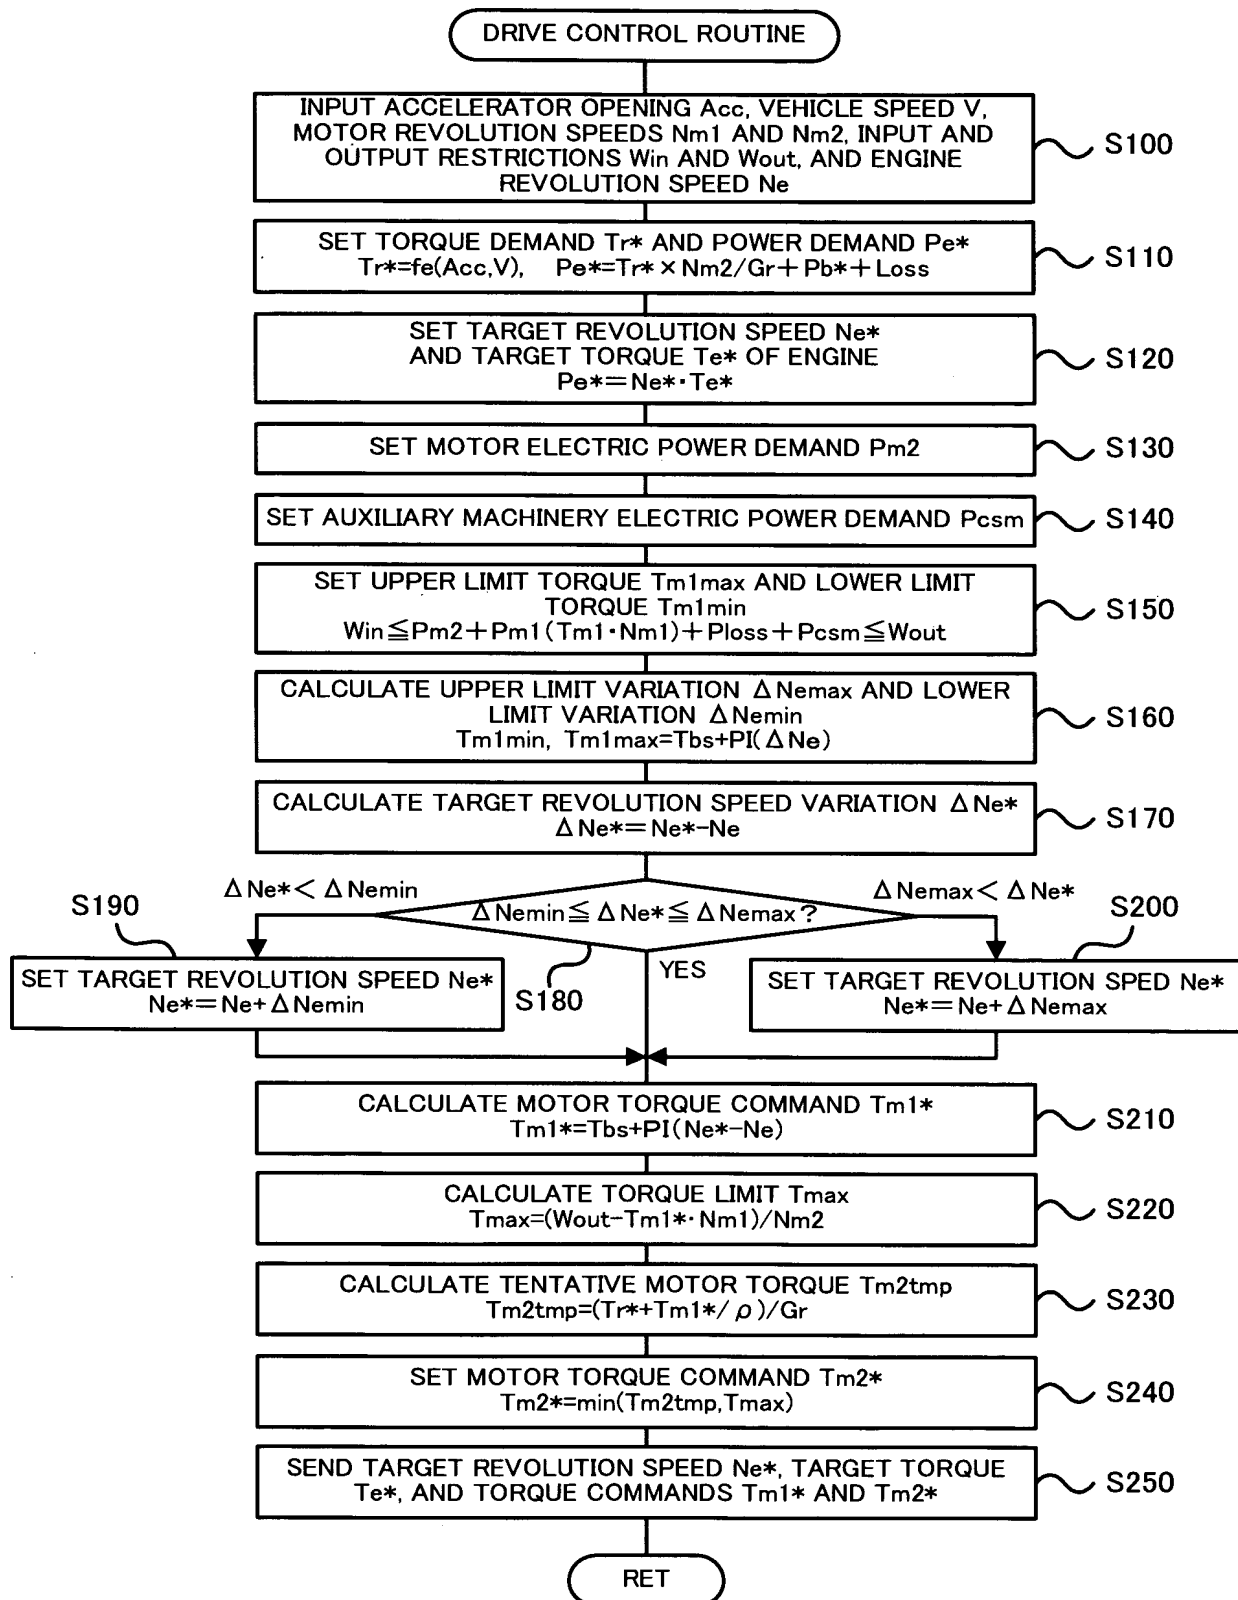 DRIVE CONTROL ROUTINE
INPUT ACCELERATOR OPENING Acc, VEHICLE SPEED V,
MOTOR REVOLUTION SPEEDS Nm1 AND Nm2, INPUT AND
OUTPUT RESTRICTIONS Win AND Wout, AND ENGINE
REVOLUTION SPEED Ne
S100
SET TORQUE DEMAND Tr* AND POWER DEMAND Pe*
Tr*=fe(Acc,V), Pe*=Tr*×Nm2/Gr+Pb*+Loss
S110
SET TARGET REVOLUTION SPEED Ne*
AND TARGET TORQUE Te* OF ENGINE
Pe*=Ne*·Te*
S120
SET MOTOR ELECTRIC POWER DEMAND Pm2
S130
SET AUXILIARY MACHINERY ELECTRIC POWER DEMAND Pcsm
S140
SET UPPER LIMIT TORQUE Tm1max AND LOWER LIMIT
TORQUE Tm1min
Win≦Pm2+Pm1(Tm1·Nm1)+Ploss+Pcsm≦Wout
S150
CALCULATE UPPER LIMIT VARIATION ΔNemax AND LOWER
LIMIT VARIATION ΔNemin
Tm1min, Tm1max=Tbs+PI(ΔNe)
S160
CALCULATE TARGET REVOLUTION SPEED VARIATION ΔNe*
ΔNe*=Ne*-Ne
S170
ΔNe*<ΔNemin
ΔNemin≦ΔNe*≦ΔNemax?
ΔNemax<ΔNe*
S180
YES
S190
SET TARGET REVOLUTION SPEED Ne*
Ne*=Ne+ΔNemin
S200
SET TARGET REVOLUTION SPED Ne*
Ne*=Ne+ΔNemax
CALCULATE MOTOR TORQUE COMMAND Tm1*
Tm1*=Tbs+PI(Ne*-Ne)
S210
CALCULATE TORQUE LIMIT Tmax
Tmax=(Wout-Tm1*·Nm1)/Nm2
S220
CALCULATE TENTATIVE MOTOR TORQUE Tm2tmp
Tm2tmp=(Tr*+Tm1*/ρ)/Gr
S230
SET MOTOR TORQUE COMMAND Tm2*
Tm2*=min(Tm2tmp,Tmax)
S240
SEND TARGET REVOLUTION SPEED Ne*, TARGET TORQUE
Te*, AND TORQUE COMMANDS Tm1* AND Tm2*
S250
RET